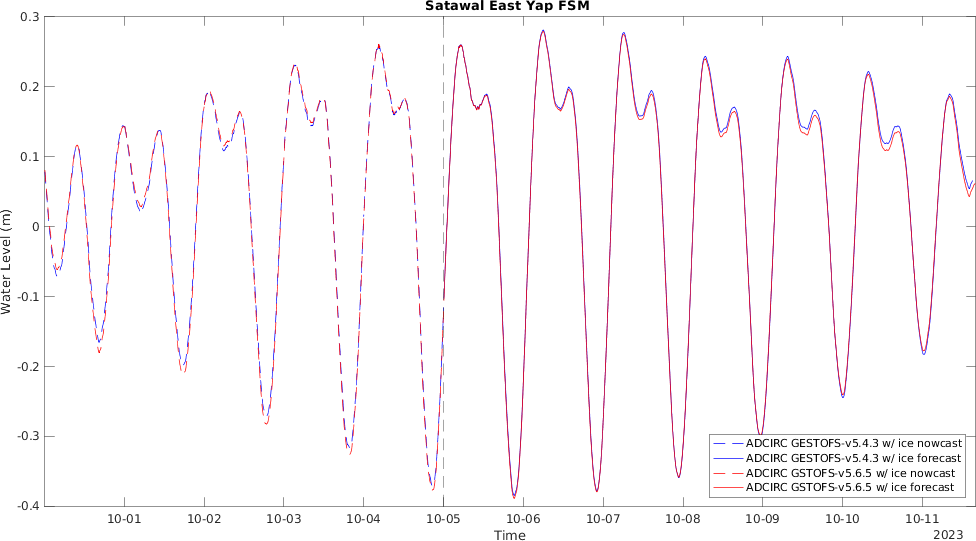 Satawal East Yap FSM
Water Level (m)
0.3
0.2
0.1
0
-0.1
-0.2
-0.3
-0.4
ADCIRC GESTOFS-v5.4.3 w/ ice nowcast
ADCIRC GESTOFS-v5.4.3 w/ ice forecast
ADCIRC GSTOFS-v5.6.5 w/ ice nowcast
ADCIRC GSTOFS-v5.6.5 w/ ice forecast
10-01 10-02 10-03 10-04 10-05 10-06 10-07 10-08 10-09 10-10 10-11
Time
2023